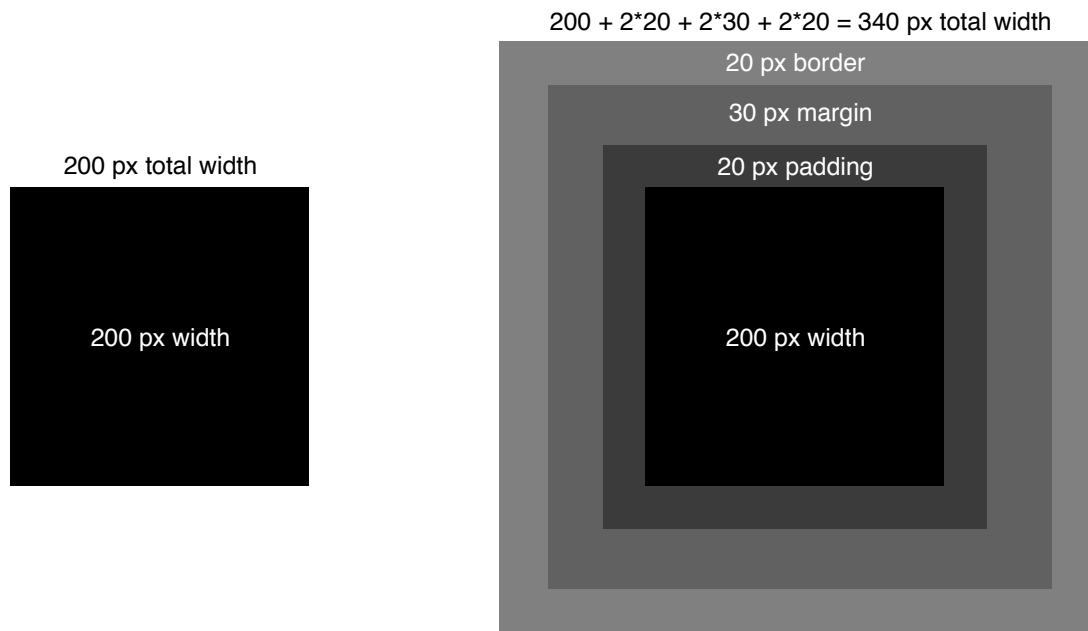 200 + 2*20 + 2*30 + 2*20 = 340 px total width
20 px border
30 px margin
200 px total width
20 px padding
200 px width
200 px width